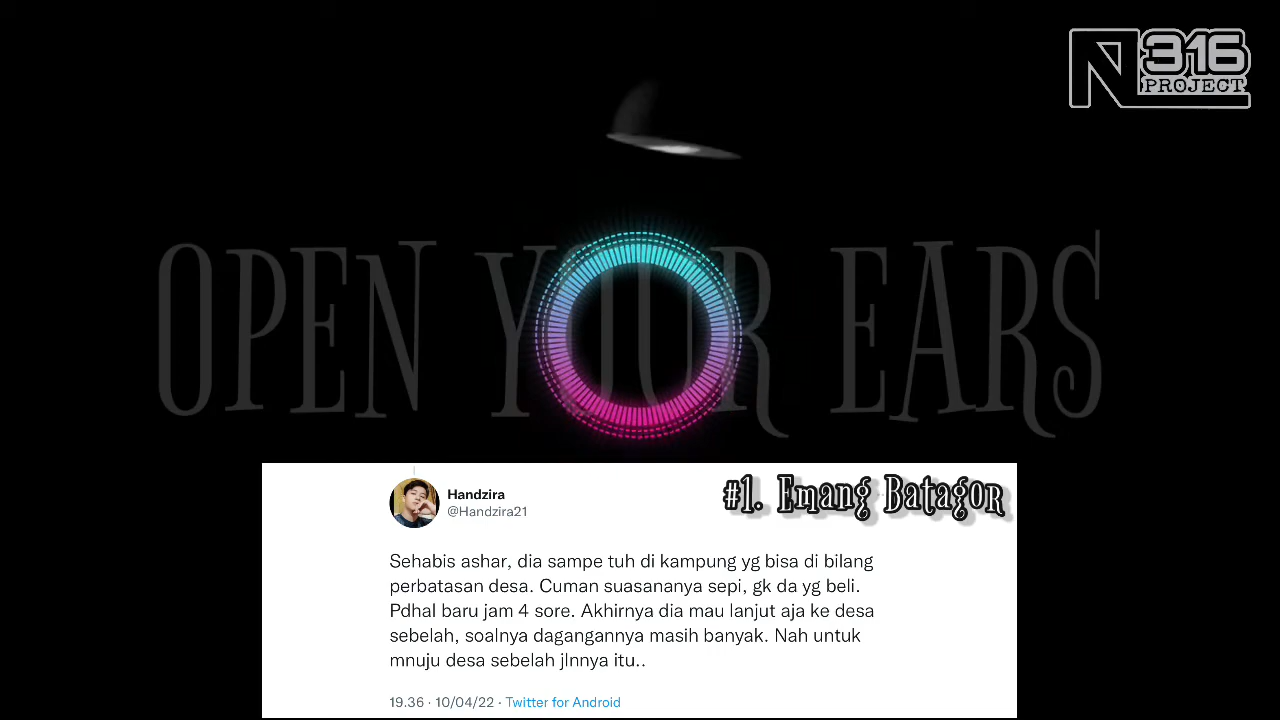 N 316
PROJECT
OPEN YOUR EARS
#1. Emang Batagor
Handzira
@Handzira21
Sehabis ashar, dia sampe tuh di kampung yg bisa di bilang
perbatasan desa. Cuman suasananya sepi, gk da yg beli.
Pdhal baru jam 4 sore. Akhirnya dia mau lanjut aja ke desa
sebelah, soalnya dagangannya masih banyak. Nah untuk
mnuju desa sebelah jlnnya itu..
19.36 · 10/04/22 · Twitter for Android